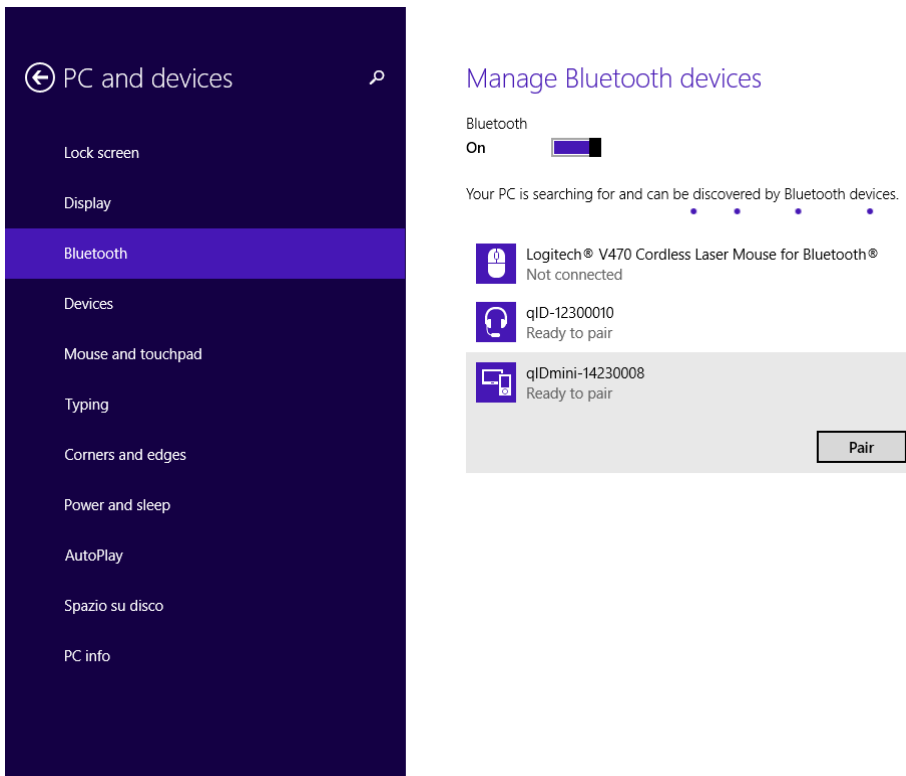 PC and devices
Lock screen
Display
Bluetooth
Devices
Mouse and touchpad
Typing
Corners and edges
Power and sleep
AutoPlay
Spazio su disco
PC info
Manage Bluetooth devices
Bluetooth
On
Your PC is searching for and can be discovered by Bluetooth devices.
Logitech® V470 Cordless Laser Mouse for Bluetooth®
Not connected
qID-12300010
Ready to pair
qIDmini-14230008
Ready to pair
Pair